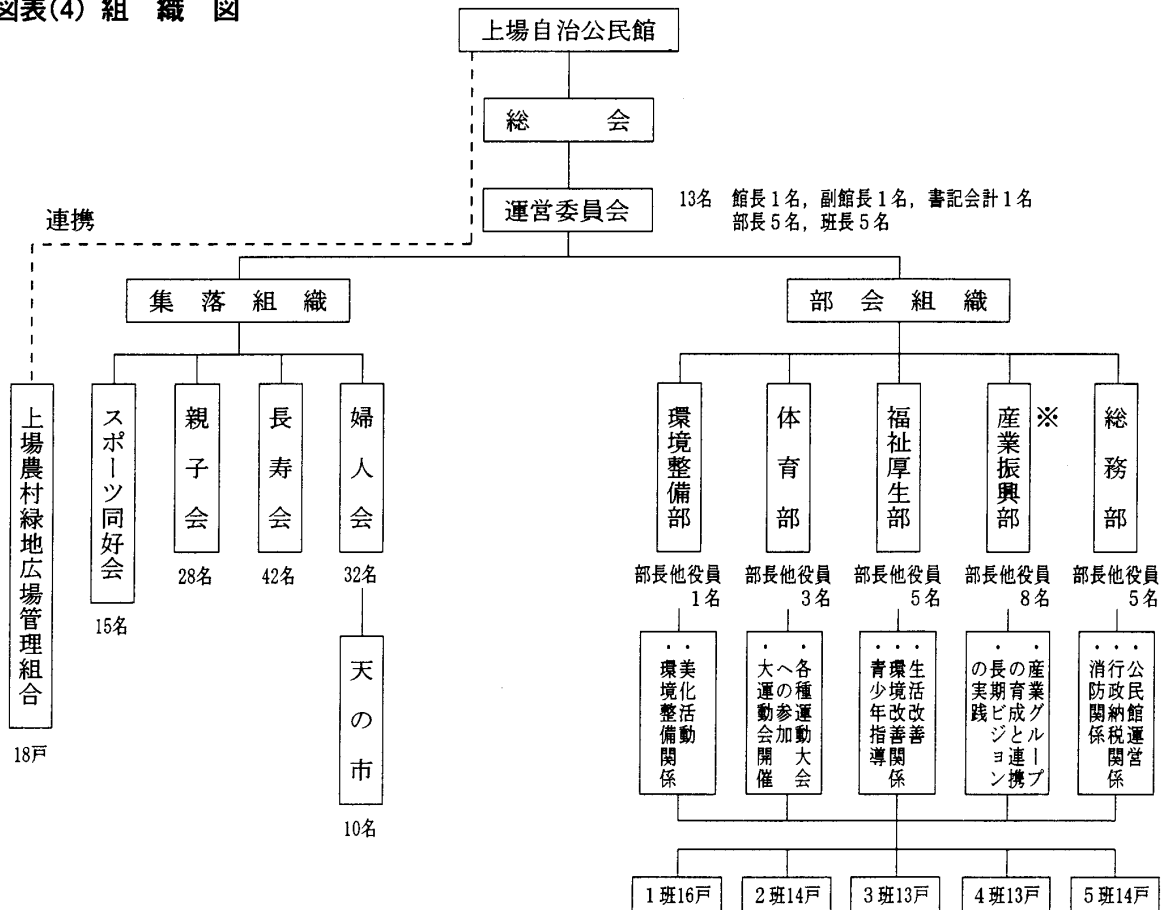 図表(4) 組 織 図
上場自治公民館
総 会
運営委員会
13名 館長1名，副館長1名，書記会計1名
部長5名，班長5名
連携
集 落 組 織
部 会 組 織
上場農村緑地広場管理組合
18戸
スポーツ同好会
15名
親 子 会
28名
長 寿 会
42名
婦 人 会
32名
天 の 市
10名
環境整備部
部長他役員
1名
・美化活動
・環境整備関係
体 育 部
部長他役員
3名
・各種運動大会
への参加
・大運動会開催
福祉厚生部
部長他役員
5名
・生活改善
・環境改善関係
・青少年指導
※
産業振興部
部長他役員
8名
・産業グループ
の育成と連携
・長期ビジョン
の実践
総 務 部
部長他役員
5名
・公民館運営
・行政納税関係
・消防関係
1班16戸
2班14戸
3班13戸
4班13戸
5班14戸